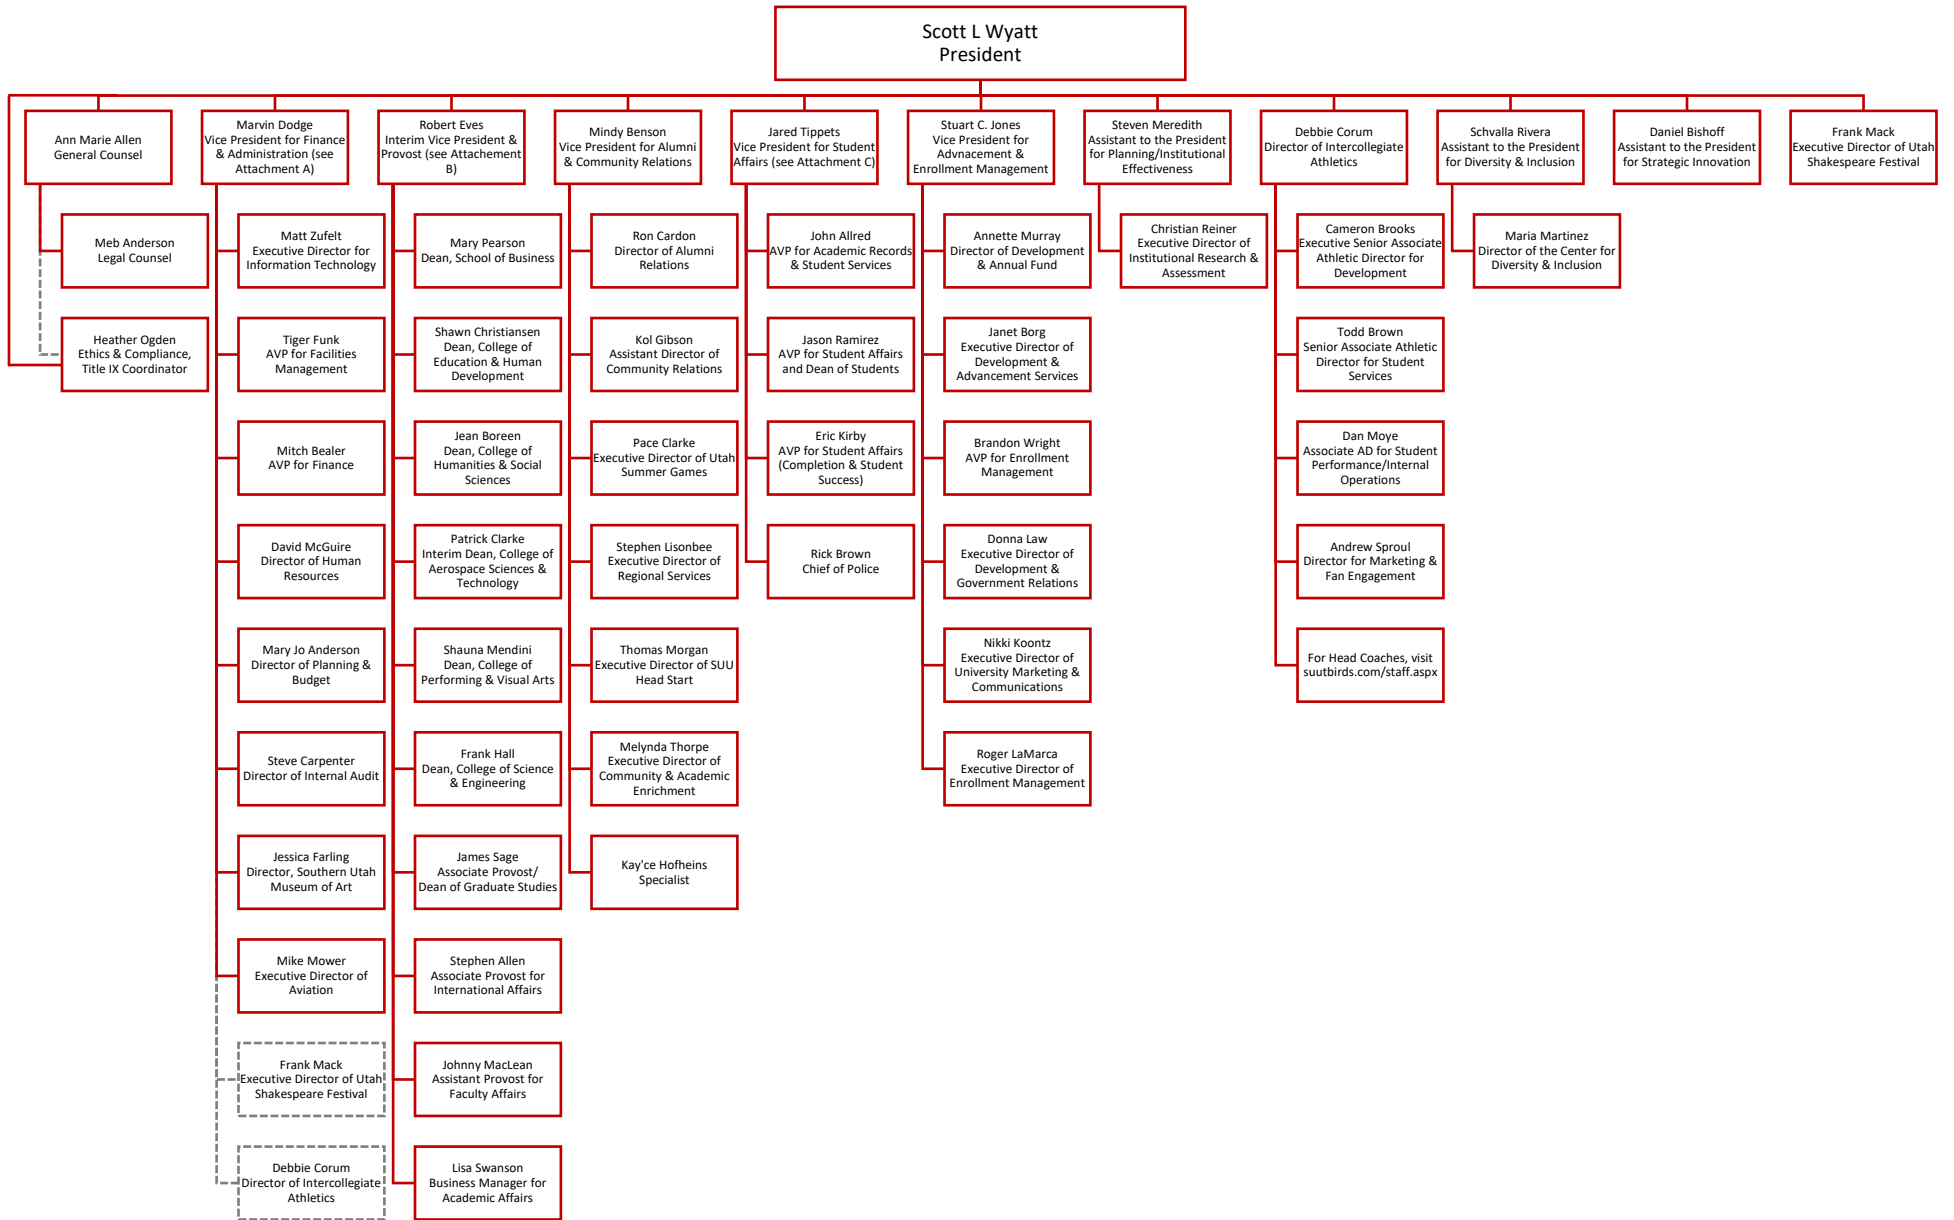 Scott L Wyatt
President
Ann Marie Allen
General Counsel
Meb Anderson
Legal Counsel
Heather Ogden
Ethics & Compliance,
Title IX Coordinator
Marvin Dodge
Vice President for Finance
& Administration (see
Attachment A)
Matt Zufelt
Executive Director for
Information Technology
Tiger Funk
AVP for Facilities
Management
Mitch Bealer
AVP for Finance
David McGuire
Director of Human
Resources
Mary Jo Anderson
Director of Planning &
Budget
Steve Carpenter
Director of Internal Audit
Jessica Farling
Director, Southern Utah
Museum of Art
Mike Mower
Executive Director of
Aviation
Frank Mack
Executive Director of Utah
Shakespeare Festival
Debbie Corum
Director of Intercollegiate
Athletics
Robert Eves
Interim Vice President &
Provost (see Attachement
B)
Mary Pearson
Dean, School of Business
Shawn Christiansen
Dean, College of
Education & Human
Development
Jean Boreen
Dean, College of
Humanities & Social
Sciences
Patrick Clarke
Interim Dean, College of
Aerospace Sciences &
Technology
Shauna Mendini
Dean, College of
Performing & Visual Arts
Frank Hall
Dean, College of Science
& Engineering
James Sage
Associate Provost/
Dean of Graduate Studies
Stephen Allen
Associate Provost for
International Affairs
Johnny MacLean
Assistant Provost for
Faculty Affairs
Lisa Swanson
Business Manager for
Academic Affairs
Mindy Benson
Vice President for Alumni
& Community Relations
Ron Cardon
Director of Alumni
Relations
Kol Gibson
Assistant Director of
Community Relations
Pace Clarke
Executive Director of Utah
Summer Games
Stephen Lisonbee
Executive Director of
Regional Services
Thomas Morgan
Executive Director of SUU
Head Start
Melynda Thorpe
Executive Director of
Community & Academic
Enrichment
Kay'ce Hofheins
Specialist
Jared Tippets
Vice President for Student
Affairs (see Attachment C)
John Allred
AVP for Academic Records
& Student Services
Jason Ramirez
AVP for Student Affairs
and Dean of Students
Eric Kirby
AVP for Student Affairs
(Completion & Student
Success)
Rick Brown
Chief of Police
Stuart C. Jones
Vice President for
Advnacement &
Enrollment Management
Annette Murray
Director of Development
& Annual Fund
Janet Borg
Executive Director of
Development &
Advancement Services
Brandon Wright
AVP for Enrollment
Management
Donna Law
Executive Director of
Development &
Government Relations
Nikki Koontz
Executive Director of
University Marketing &
Communications
Roger LaMarca
Executive Director of
Enrollment Management
Steven Meredith
Assistant to the President
for Planning/Institutional
Effectiveness
Christian Reiner
Executive Director of
Institutional Research &
Assessment
Debbie Corum
Director of Intercollegiate
Athletics
Cameron Brooks
Executive Senior Associate
Athletic Director for
Development
Todd Brown
Senior Associate Athletic
Director for Student
Services
Dan Moye
Associate AD for Student
Performance/Internal
Operations
Andrew Sproul
Director for Marketing &
Fan Engagement
For Head Coaches, visit
suutbirds.com/staff.aspx
Schvalla Rivera
Assistant to the President
for Diversity & Inclusion
Maria Martinez
Director of the Center for
Diversity & Inclusion
Daniel Bishoff
Assistant to the President
for Strategic Innovation
Frank Mack
Executive Director of Utah
Shakespeare Festival